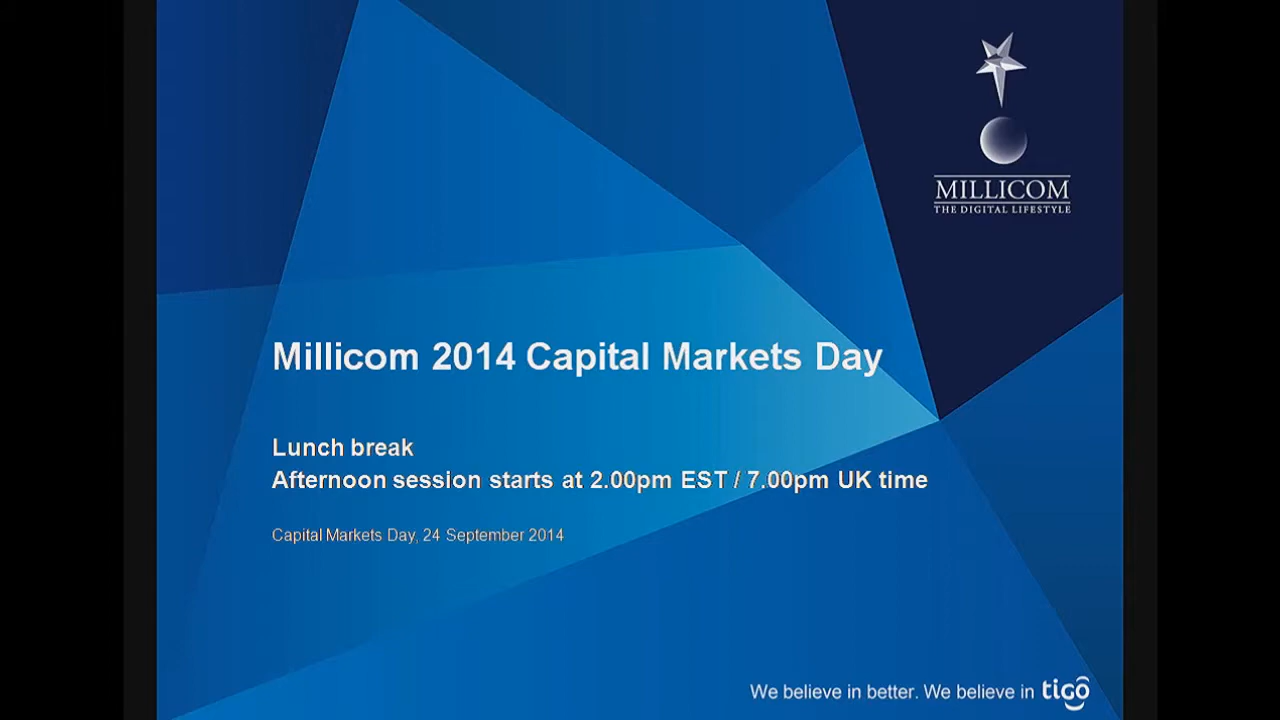 MILLICOM
THE DIGITAL LIFESTYLE
Millicom 2014 Capital Markets Day
Lunch break
Afternoon session starts at 2.00pm EST / 7.00pm UK time
Capital Markets Day, 24 September 2014
We believe in better. We believe in tigo